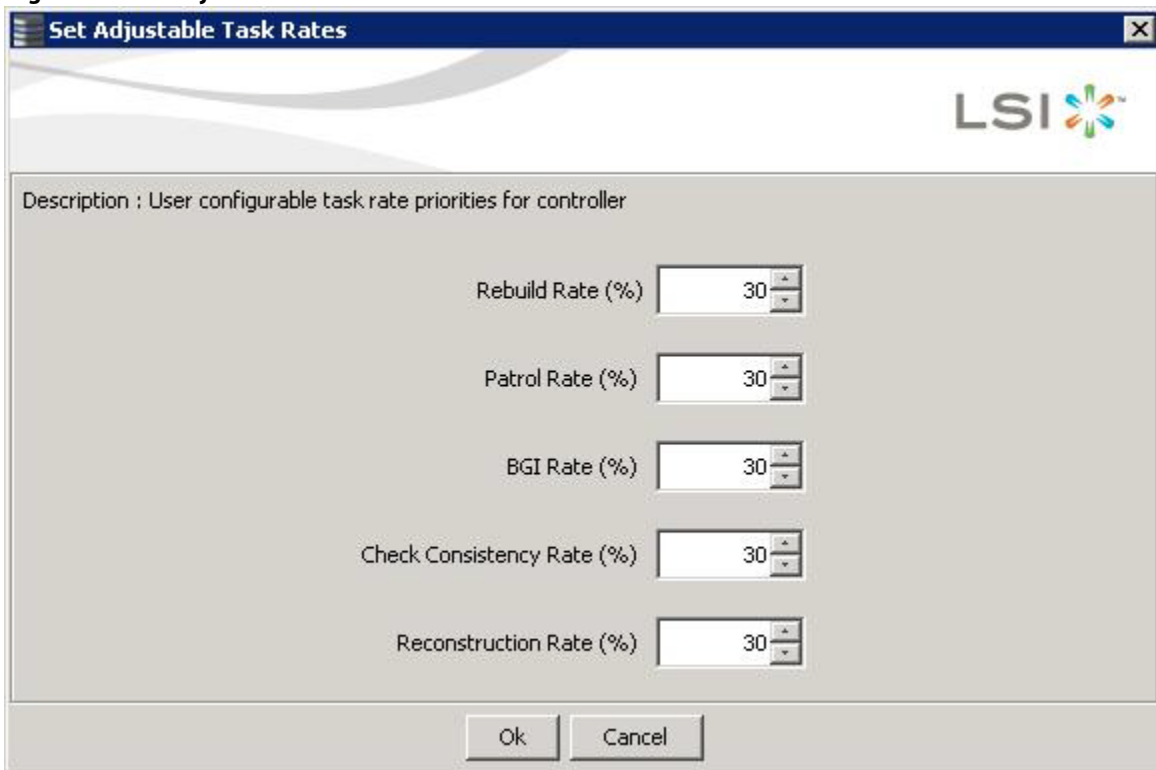 Set Adjustable Task Rates
LSI™
Description : User configurable task rate priorities for controller
Rebuild Rate (%) 30
Patrol Rate (%) 30
BGI Rate (%) 30
Check Consistency Rate (%) 30
Reconstruction Rate (%) 30
Ok Cancel